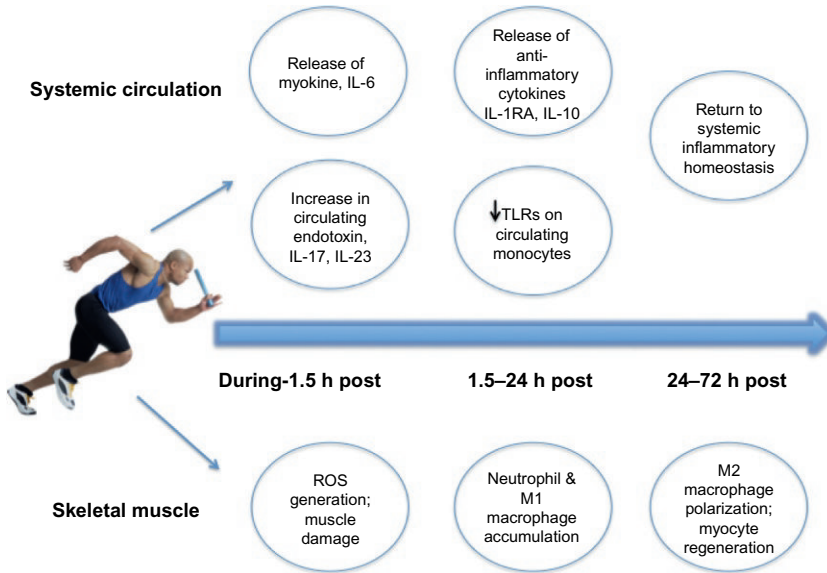 Systemic circulation
Release of
myokine, IL-6
Release of
anti-
inflammatory
cytokines
IL-1RA, IL-10
Return to
systemic
inflammatory
homeostasis
Increase in
circulating
endotoxin,
IL-17, IL-23
↓TLRs on
circulating
monocytes
During-1.5 h post
1.5–24 h post
24–72 h post
Skeletal muscle
ROS
generation;
muscle
damage
Neutrophil &
M1
macrophage
accumulation
M2
macrophage
polarization;
myocyte
regeneration